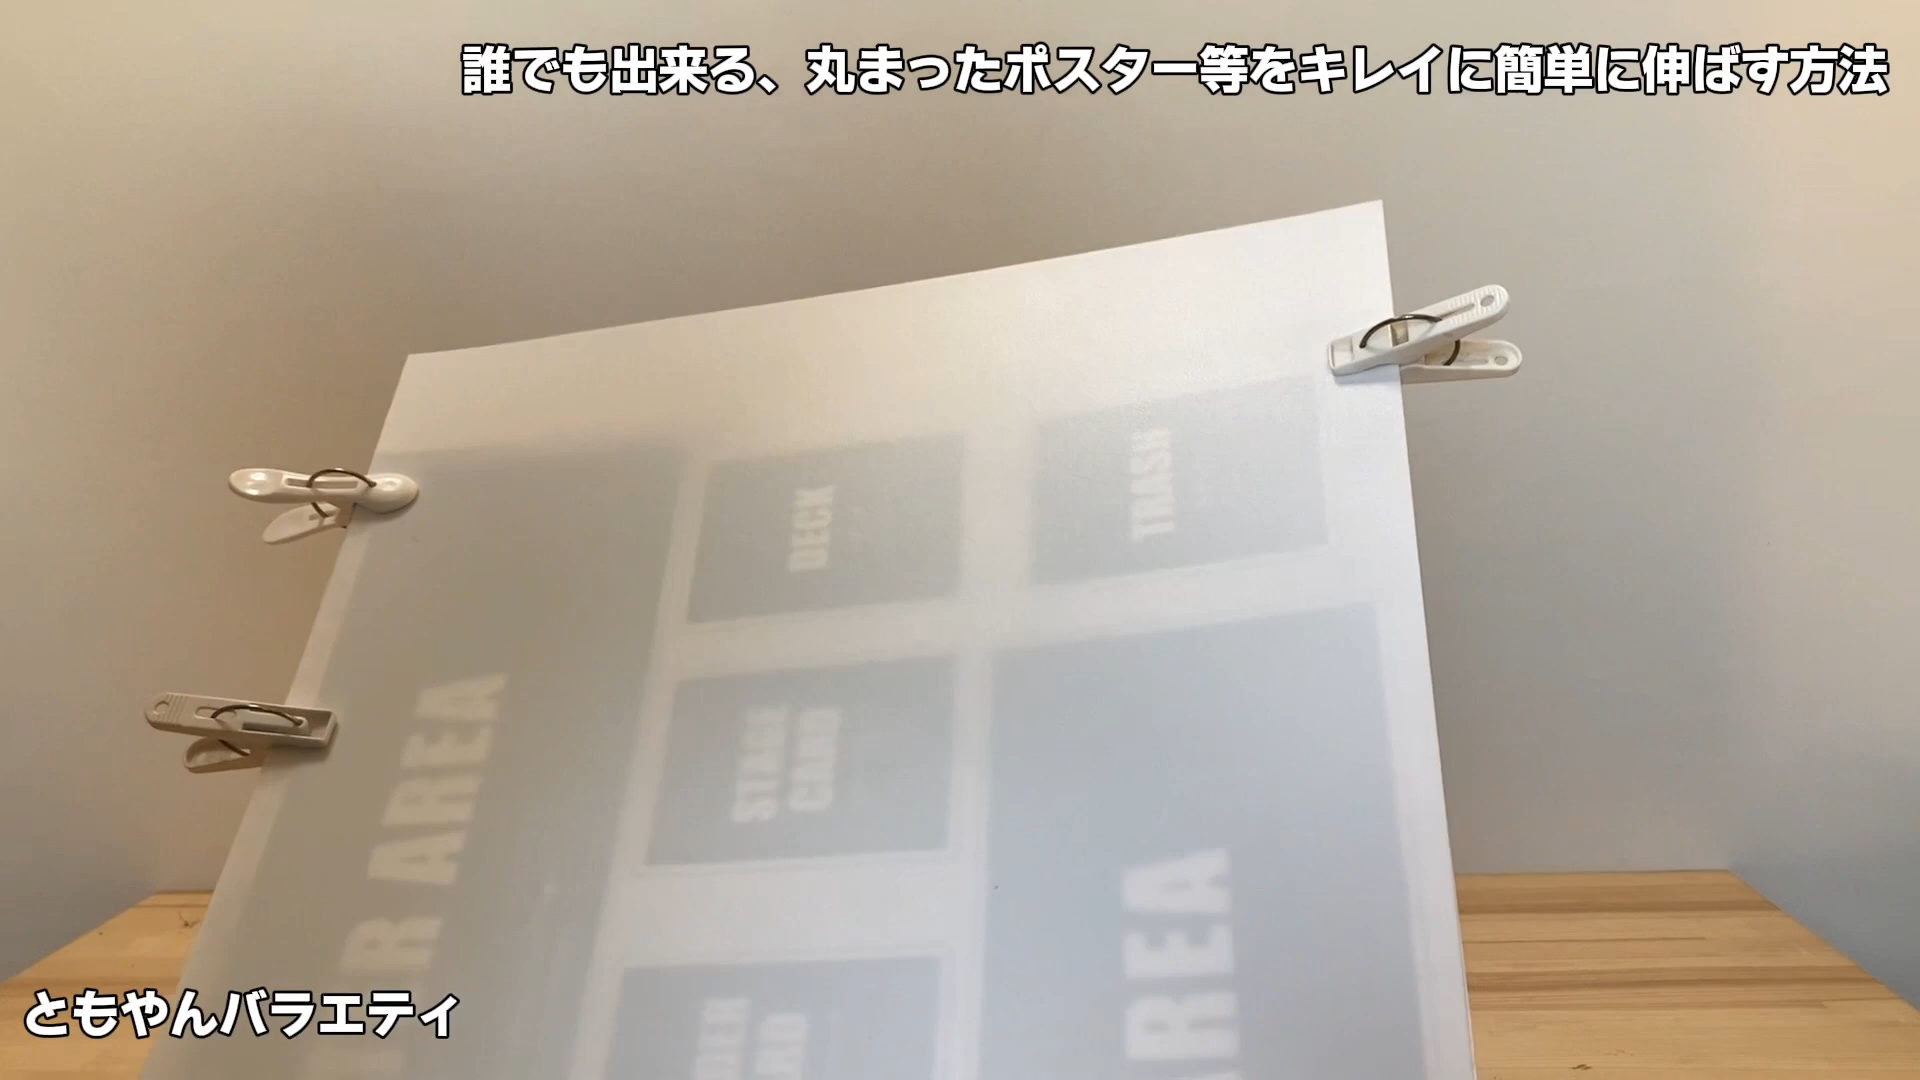 誰でも出来る、丸まったポスター等をキレイに簡単に伸ばす方法
DECK
TRASH
STAGE
CARD
AREA
AREA
ともやんバラエティ